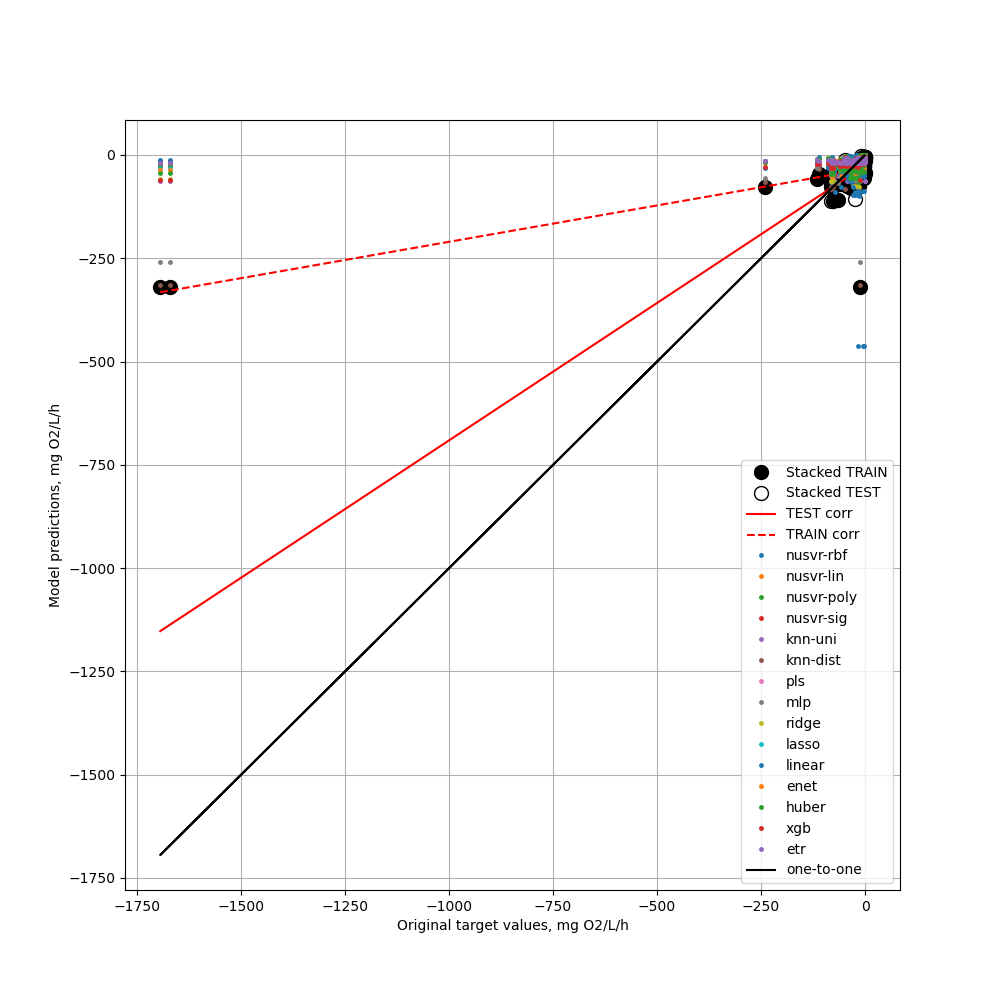 0
−250
−500
−750
−1000
−1250
−1500
−1750
Model predictions, mg O2/L/h
Stacked TRAIN
Stacked TEST
TEST corr
TRAIN corr
nusvr-rbf
nusvr-lin
nusvr-poly
nusvr-sig
knn-uni
knn-dist
pls
mlp
ridge
lasso
linear
enet
huber
xgb
etr
one-to-one
−1750 −1500 −1250 −1000 −750 −500 −250 0
Original target values, mg O2/L/h